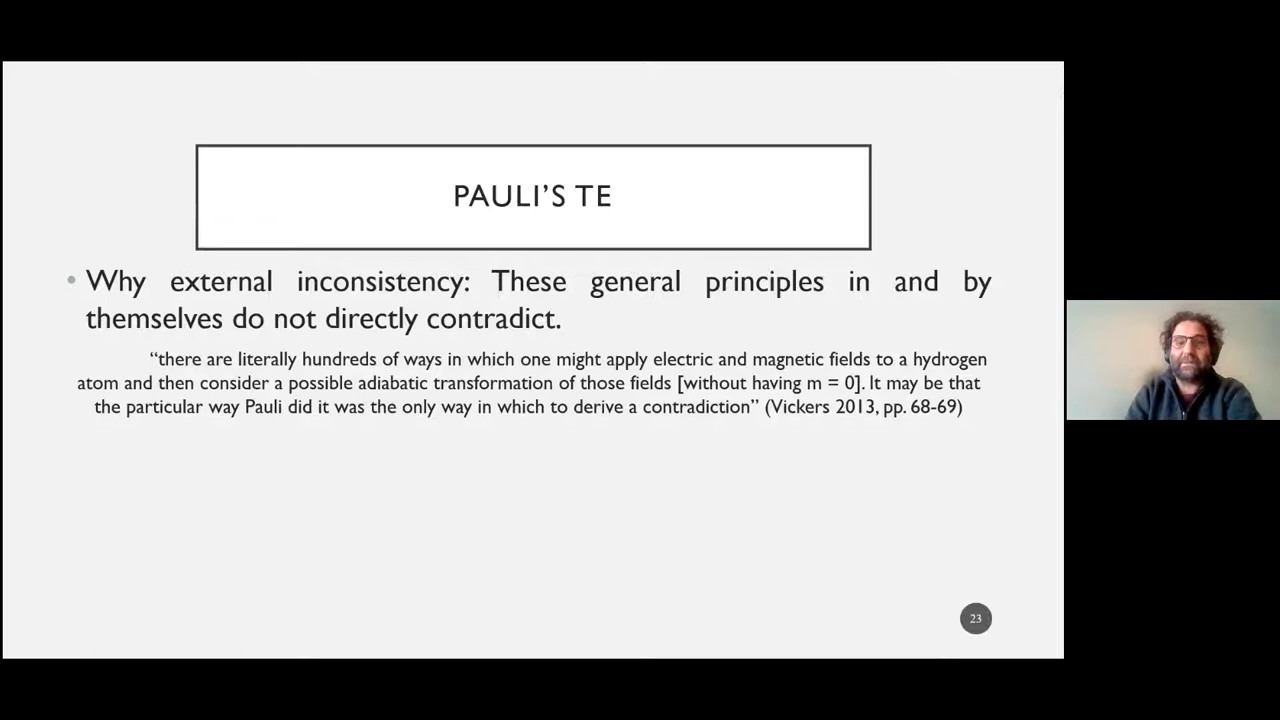 PAULI’S TE
• Why external inconsistency: These general principles in and by
themselves do not directly contradict.
“there are literally hundreds of ways in which one might apply electric and magnetic fields to a hydrogen
atom and then consider a possible adiabatic transformation of those fields [without having m = 0]. It may be that
the particular way Pauli did it was the only way in which to derive a contradiction” (Vickers 2013, pp. 68-69)
23